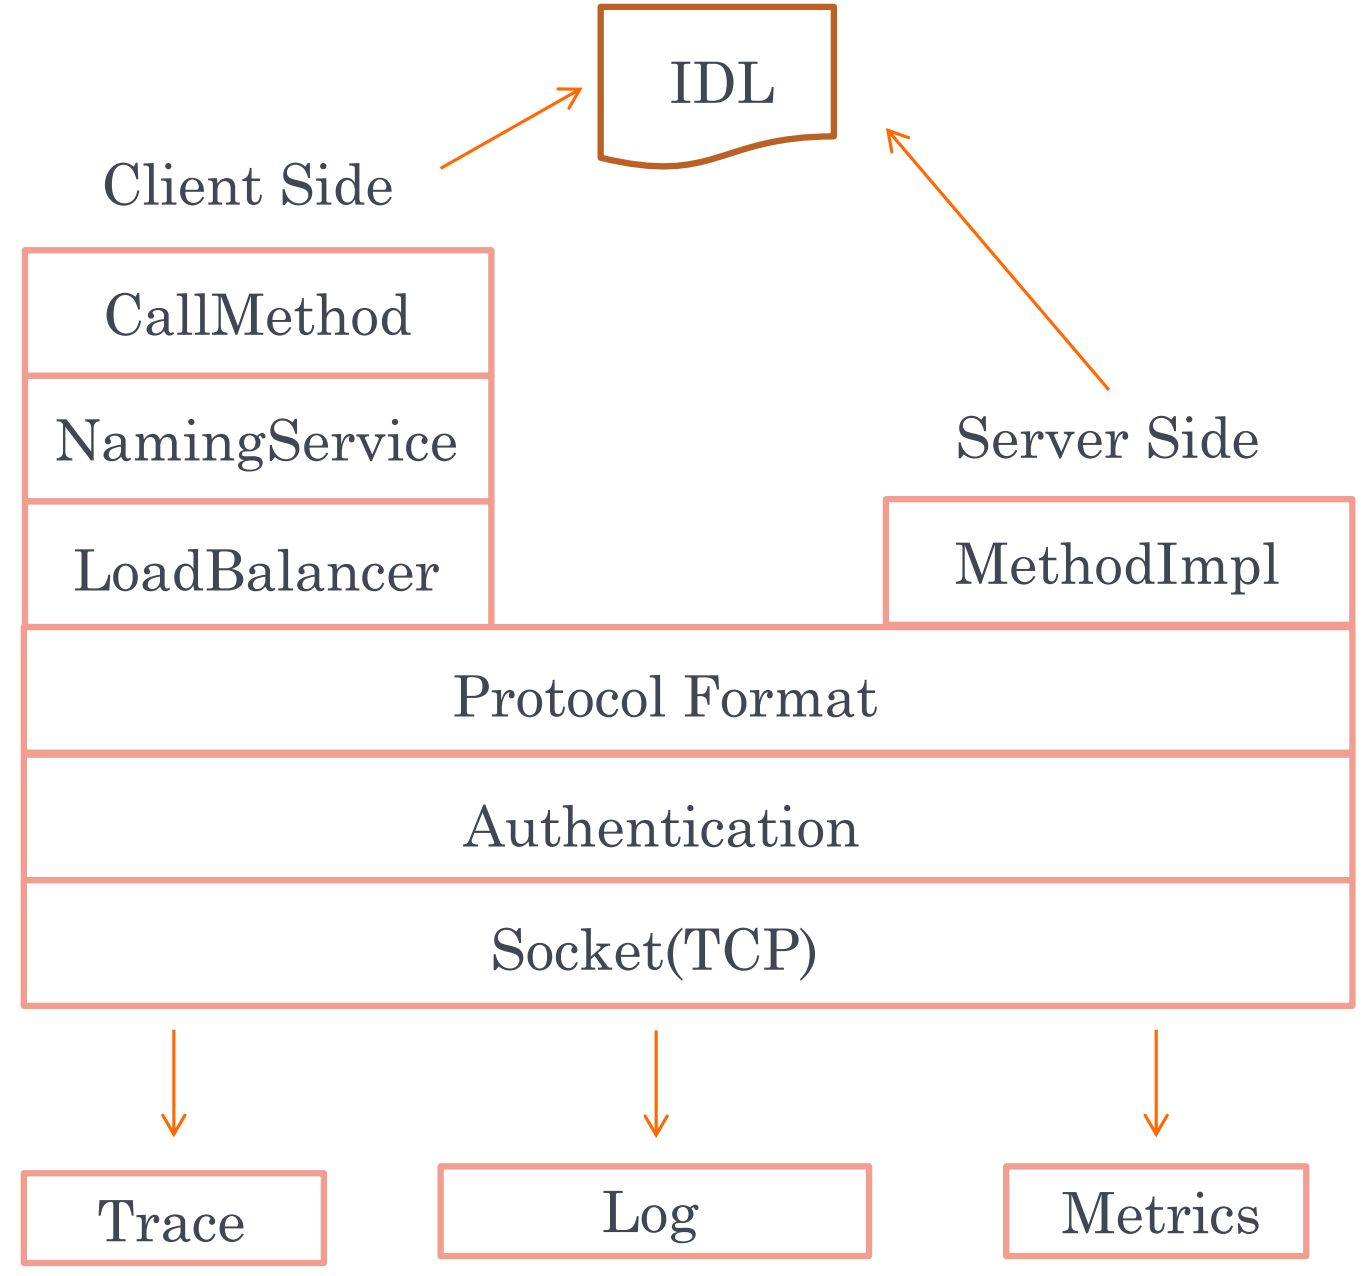 IDL
Client Side
CallMethod
NamingService
LoadBalancer
Server Side
MethodImpl
Protocol Format
Authentication
Socket(TCP)
Trace
Log
Metrics